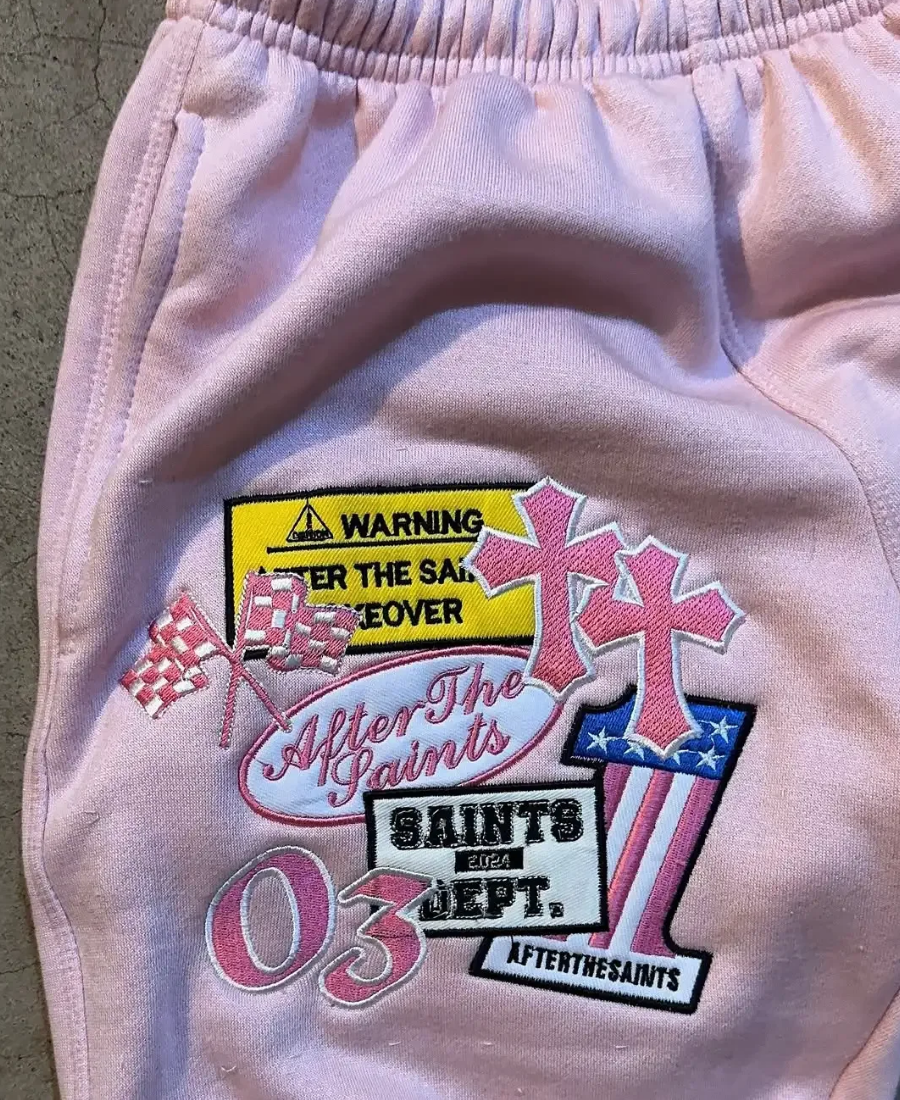 WARNING
THE
After The
Saints
SAINTS
2024
DEPT.
03
1
AFTERTHESAINTS